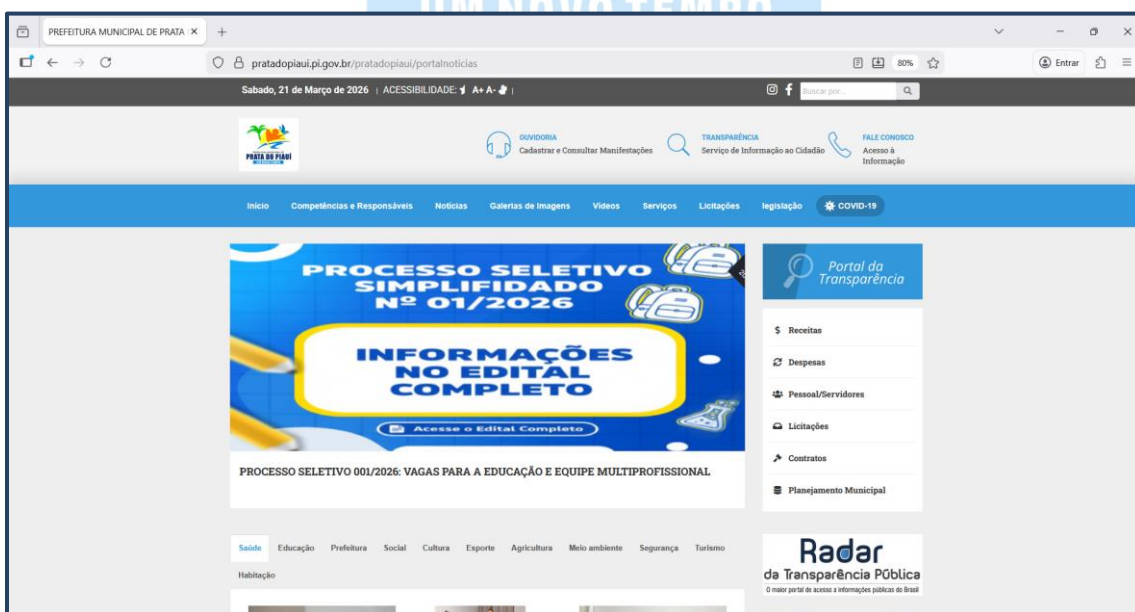 UM NOVO TEMPO
PREFEITURA MUNICIPAL DE PRATA
pratadopiaui.pi.gov.br/pratadopiaui/portalnoticias
80%
Entrar
Sabado, 21 de Março de 2026 | ACESSIBILIDADE: A+ A- |
Buscar por...
PRATA DO PIAUÍ
OUVIDORIA
Cadastrar e Consultar Manifestações
TRANSPARÊNCIA
Serviço de Informação ao Cidadão
FALE CONOSCO
Acesso à
Informação
Início Competências e Responsáveis Notícias Galerias de Imagens Vídeos Serviços Licitações legislação COVID-19
PROCESSO SELETIVO
SIMPLIFIDADO
Nº 01/2026
INFORMAÇÕES
NO EDITAL
COMPLETO
Acesse o Edital Completo
PROCESSO SELETIVO 001/2026: VAGAS PARA A EDUCAÇÃO E EQUIPE MULTIPROFISSIONAL
Portal da
Transparência
$ Receitas
Despesas
Pessoal/Servidores
Licitações
Contratos
Planejamento Municipal
Saúde Educação Prefeitura Social Cultura Esporte Agricultura Meio ambiente Segurança Turismo
Habitação
Radar
da Transparência Pública
O maior portal de acesso a informações públicas do Brasil